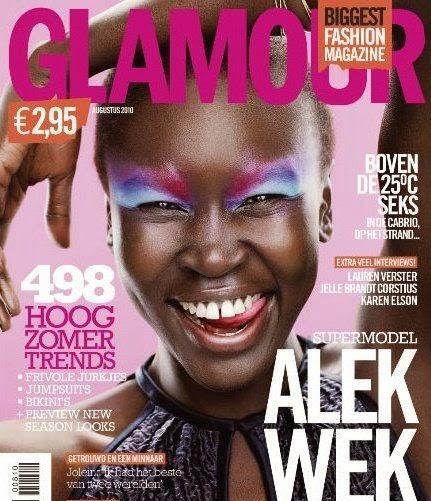 GLAMOUR
BIGGEST
FASHION
MAGAZINE
€2,95
AUGUSTUS 2010
BOVEN
DE 25°C
SEKS
IN DE CABRIO,
OP HET STRAND...
EXTRA VEEL INTERVIEWS!
LAUREN VERSTER
JELLE BRANDT CORSTIUS
KAREN ELSON
498
HOOG
ZOMER
TRENDS
• FRIVOLE JURKJES
• JUMPSUITS
• BIKINI'S
+ PREVIEW NEW
SEASON LOOKS
SUPERMODEL
ALEK
WEK
GETROUWD EN EEN MINNAAR
Jolein: 'Ik had het beste
van twee werelden'